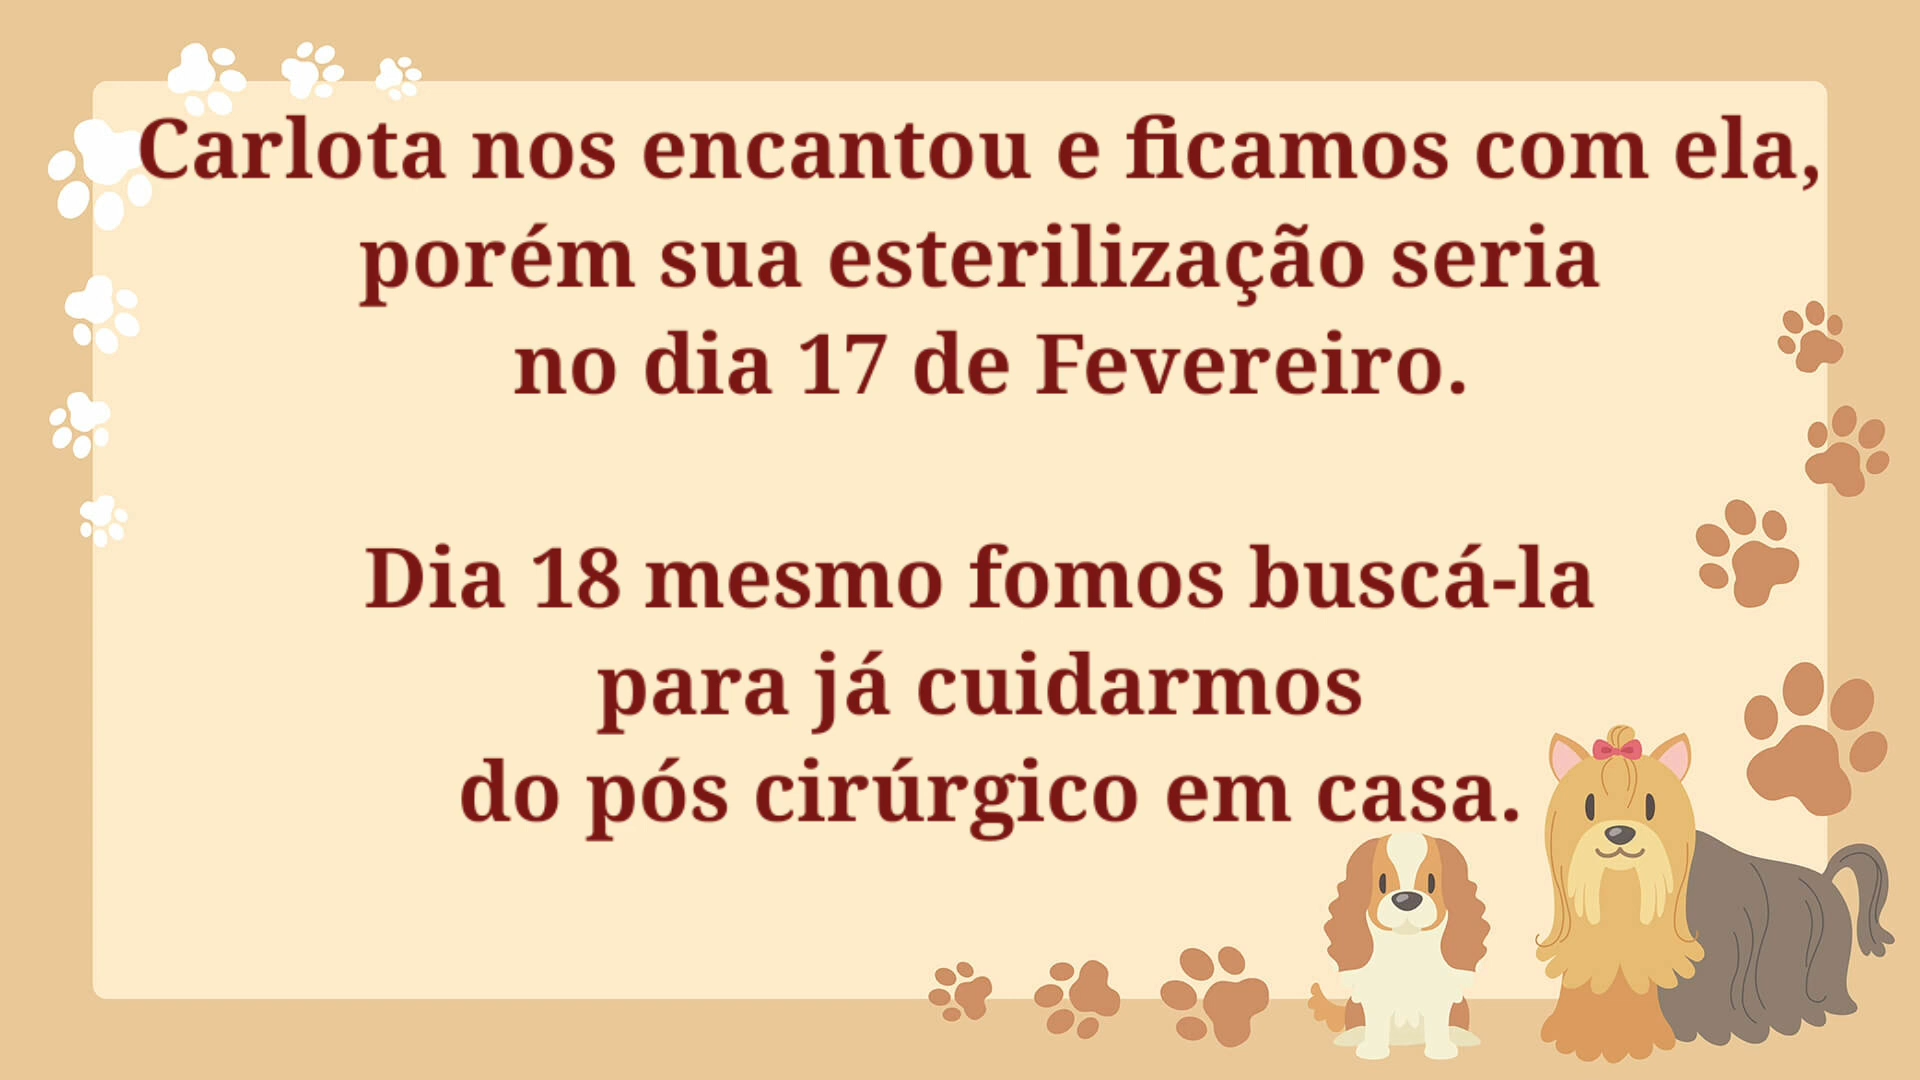 Carlota nos encantou e ficamos com ela,
porém sua esterilização seria
no dia 17 de Fevereiro.
Dia 18 mesmo fomos buscá-la
para já cuidarmos
do pós cirúrgico em casa.